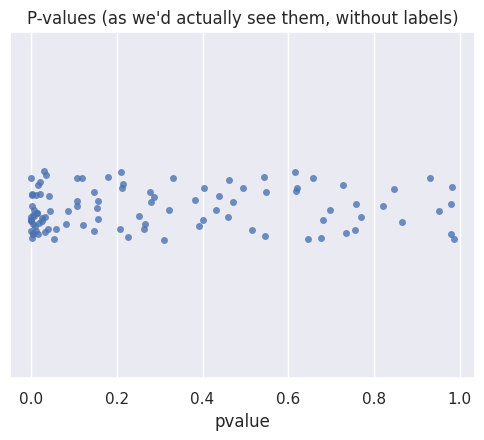 P-values (as we'd actually see them, without labels)
0.0 0.2 0.4 0.6 0.8 1.0
pvalue